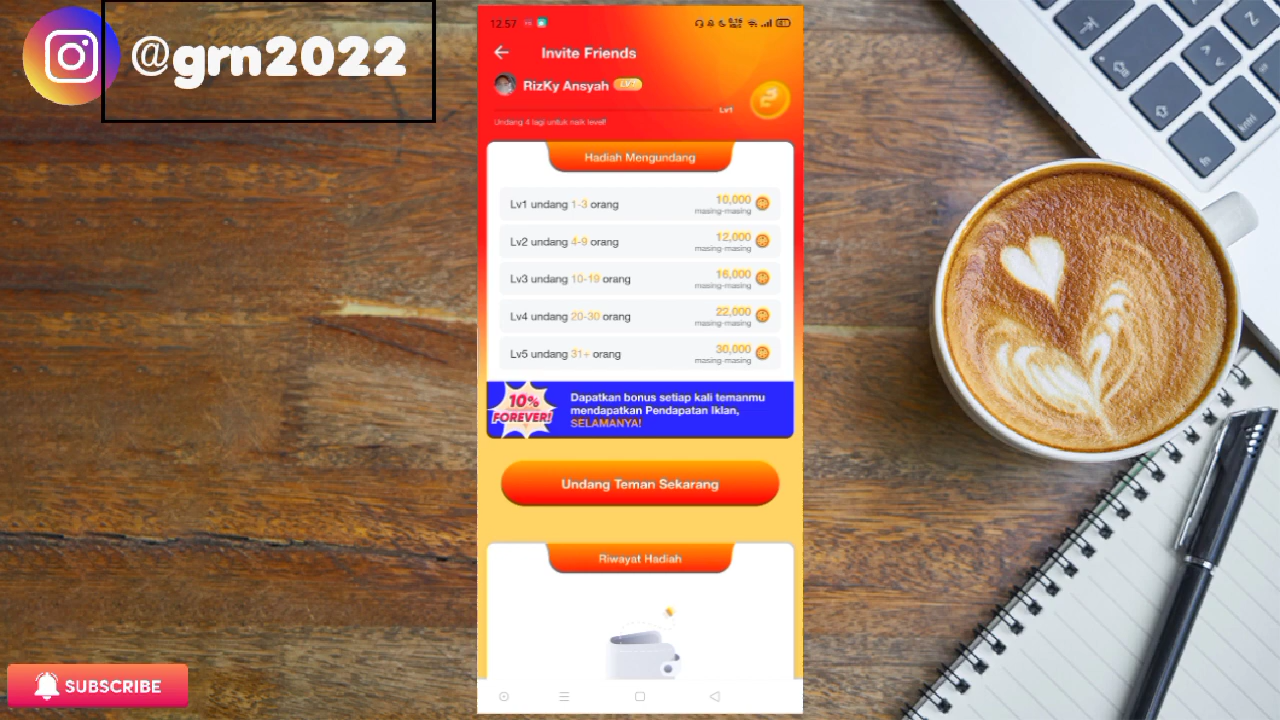 @grn2022
12.57
0.16
KB/S
Invite Friends
RizKy Ansyah
Lv1
Undang 4 lagi untuk naik level!
Hadiah Mengundang
Lv1 undang 1-3 orang
10,000
masing-masing
Lv2 undang 4-9 orang
12,000
masing-masing
Lv3 undang 10-19 orang
16,000
masing-masing
Lv4 undang 20-30 orang
22,000
masing-masing
Lv5 undang 31+ orang
30,000
masing-masing
10%
FOREVER!
Dapatkan bonus setiap kali temanmu
mendapatkan Pendapatan Iklan,
SELAMANYA!
Undang Teman Sekarang
Riwayat Hadiah
SUBSCRIBE